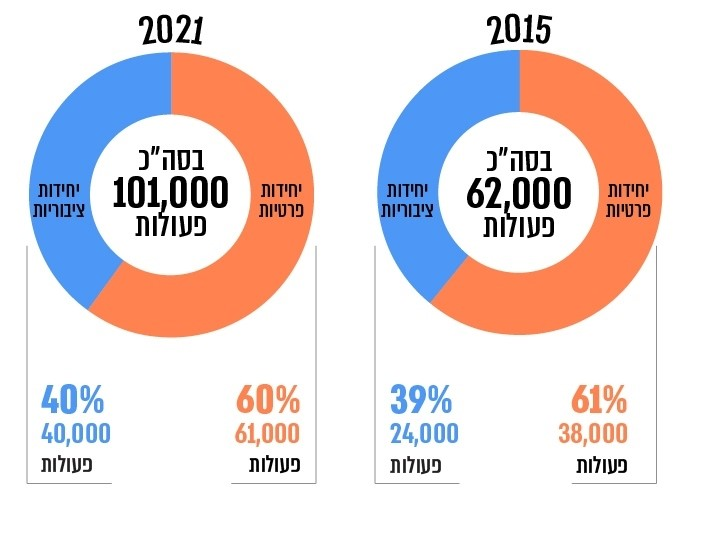 2015
בסה"כ
62,000
פעולות
יחידות
פרטיות
יחידות
ציבוריות
61%
38,000
פעולות
39%
24,000
פעולות
2021
בסה"כ
101,000
פעולות
יחידות
פרטיות
יחידות
ציבוריות
60%
61,000
פעולות
40%
40,000
פעולות